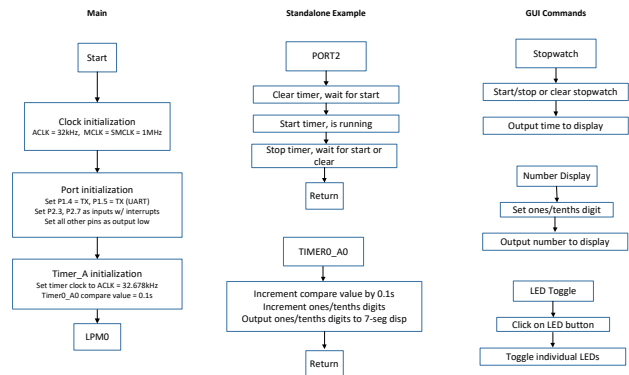 Main
Start
Clock initialization
ACLK = 32kHz, MCLK = SMCLK = 1MHz
Port initialization
Set P1.4 = TX, P1.5 = TX (UART)
Set P2.3, P2.7 as inputs w/ interrupts
Set all other pins as output low
Timer_A initialization
Set timer clock to ACLK = 32.678kHz
Timer0_A0 compare value = 0.1s
LPM0
Standalone Example
PORT2
Clear timer, wait for start
Start timer, is running
Stop timer, wait for start or
clear
Return
TIMER0_A0
Increment compare value by 0.1s
Increment ones/tenths digits
Output ones/tenths digits to 7-seg disp
Return
GUI Commands
Stopwatch
Start/stop or clear stopwatch
Output time to display
Number Display
Set ones/tenths digit
Output number to display
LED Toggle
Click on LED button
Toggle individual LEDs